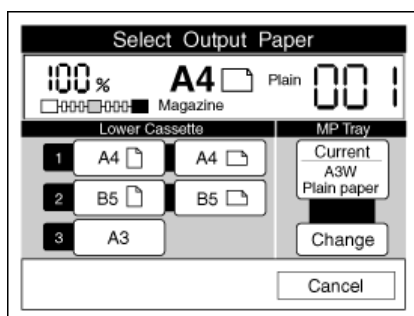 Select Output Paper
100 % A4 Plain 001
Magazine
Lower Cassette MP Tray
1 A4 A4 Current
A3W
2 B5 B5 Plain paper
3 A3 Change
Cancel